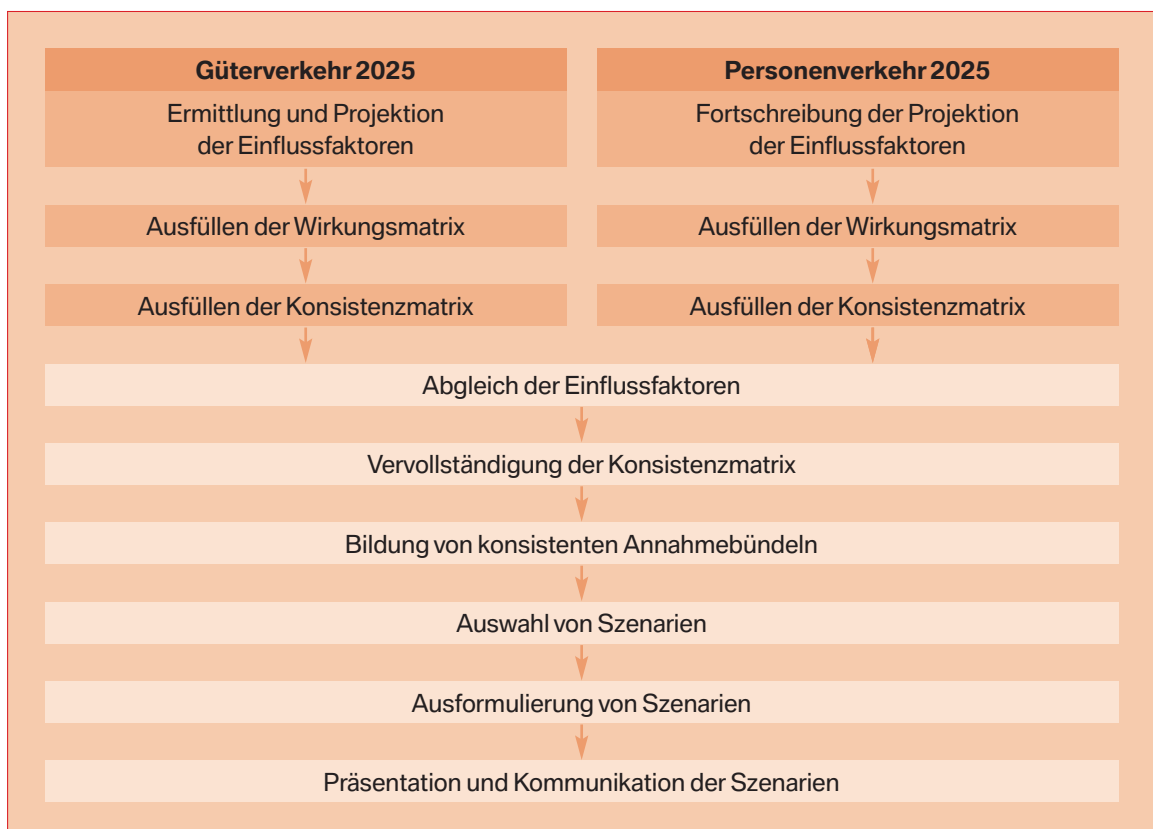 Güterverkehr 2025
Ermittlung und Projektion
der Einflussfaktoren
Ausfüllen der Wirkungsmatrix
Ausfüllen der Konsistenzmatrix
Personenverkehr 2025
Fortschreibung der Projektion
der Einflussfaktoren
Ausfüllen der Wirkungsmatrix
Ausfüllen der Konsistenzmatrix
Abgleich der Einflussfaktoren
Vervollständigung der Konsistenzmatrix
Bildung von konsistenten Annahmebündeln
Auswahl von Szenarien
Ausformulierung von Szenarien
Präsentation und Kommunikation der Szenarien